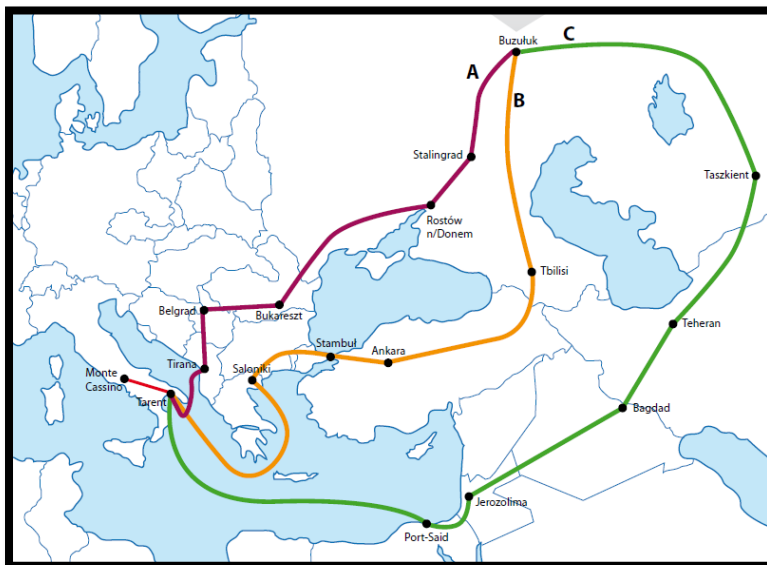 Buzułuk
C
A
B
Stalingrad
Taszkient
Rostów
n/Donem
Tbilisi
Belgrad
Bukareszt
Teheran
Stambuł
Ankara
Tirana
Saloniki
Monte
Cassino
Tarent
Bagdad
Jerozolima
Port-Said